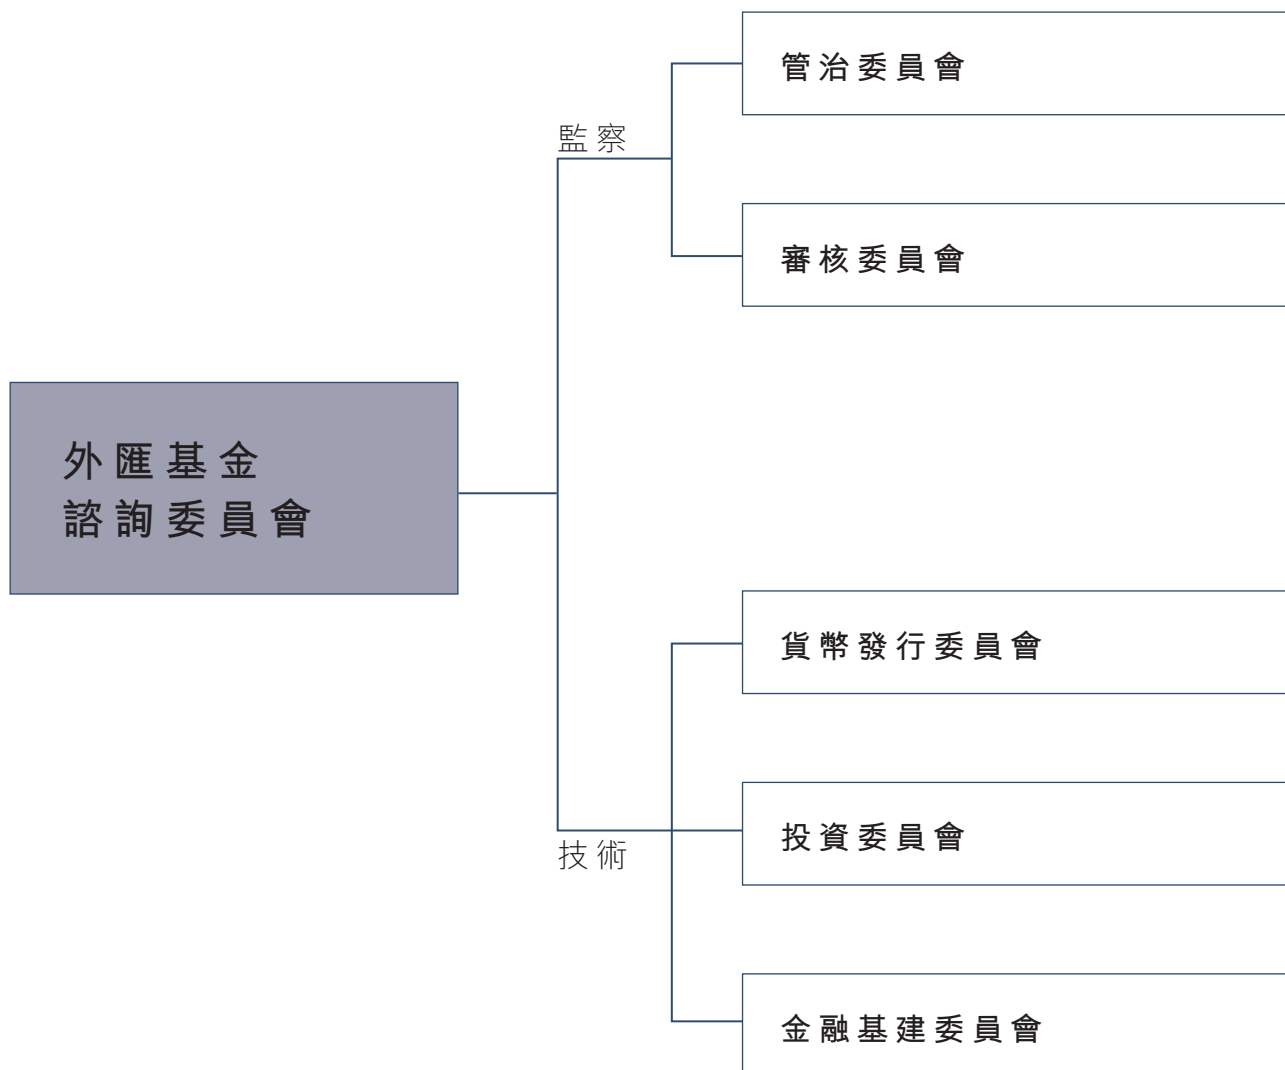 管治委員會
監察
審核委員會
外匯基金
諮詢委員會
貨幣發行委員會
投資委員會
技術
金融基建委員會